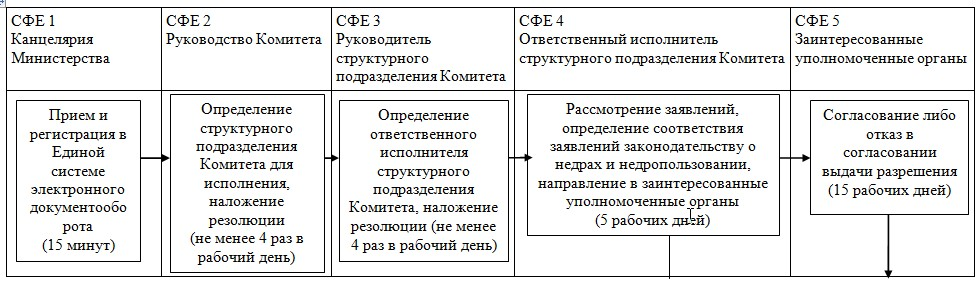 СФЕ 1
Канцелярия
Министерства
СФЕ 2
Руководство Комитета
СФЕ 3
Руководитель
структурного
подразделения Комитета
СФЕ 4
Ответственный исполнитель
структурного подразделения Комитета
СФЕ 5
Заинтересованные
уполномоченные органы
Прием и
регистрация в
Единой
системе
электронного
документообо
рота
(15 минут)
Определение
структурного
подразделения
Комитета для
исполнения,
наложение
резолюции
(не менее 4 раз в
рабочий день)
Определение
ответственного
исполнителя
структурного
подразделения
Комитета, наложение
резолюции (не менее
4 раз в рабочий день)
Рассмотрение заявлений,
определение соответствия
заявлений законодательству о
недрах и недропользовании,
направление в заинтересованные
уполномоченные органы
(5 рабочих дней)
Согласование либо
отказ в
согласовании
выдачи разрешения
(15 рабочих дней)